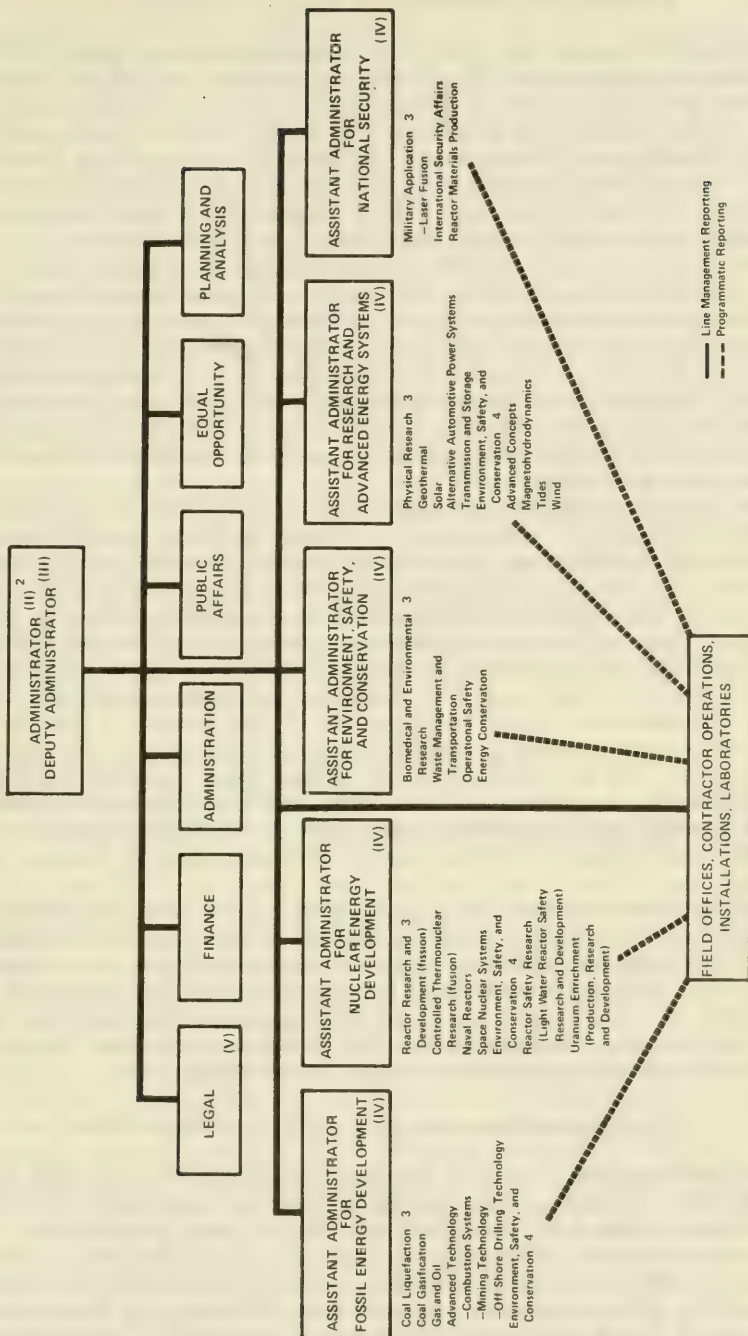 ADMINISTRATOR (II) 2
DEPUTY ADMINISTRATOR (III)
LEGAL
(V)
FINANCE
ADMINISTRATION
PUBLIC
AFFAIRS
EQUAL
OPPORTUNITY
PLANNING AND
ANALYSIS
ASSISTANT ADMINISTRATOR
FOR
FOSSIL ENERGY DEVELOPMENT
(IV)
Coal Liquefaction 3
Coal Gasification
Gas and Oil
Advanced Technology
–Combustion Systems
–Mining Technology
–Off Shore Drilling Technology
Environment, Safety, and
Conservation 4
ASSISTANT ADMINISTRATOR
FOR
NUCLEAR ENERGY
DEVELOPMENT
(IV)
Reactor Research and 3
Development (fission)
Controlled Thermonuclear
Research (fusion)
Naval Reactors
Space Nuclear Systems
Environment, Safety, and
Conservation 4
Reactor Safety Research
(Light Water Reactor Safety
Research and Development)
Uranium Enrichment
(Production, Research
and Development)
ASSISTANT ADMINISTRATOR
FOR ENVIRONMENT, SAFETY,
AND CONSERVATION
(IV)
Biomedical and Environmental 3
Research
Waste Management and
Transportation
Operational Safety
Energy Conservation
ASSISTANT ADMINISTRATOR
FOR RESEARCH AND
ADVANCED ENERGY SYSTEMS
(IV)
Physical Research 3
Geothermal
Solar
Alternative Automotive Power Systems
Transmission and Storage
Environment, Safety, and
Conservation 4
Advanced Concepts
Magnetohydrodynamics
Tides
Wind
ASSISTANT ADMINISTRATOR
FOR
NATIONAL SECURITY
(IV)
Military Application 3
–Laser Fusion
International Security Affairs
Reactor Materials Production
FIELD OFFICES, CONTRACTOR OPERATIONS,
INSTALLATIONS, LABORATORIES
Line Management Reporting
Programmatic Reporting